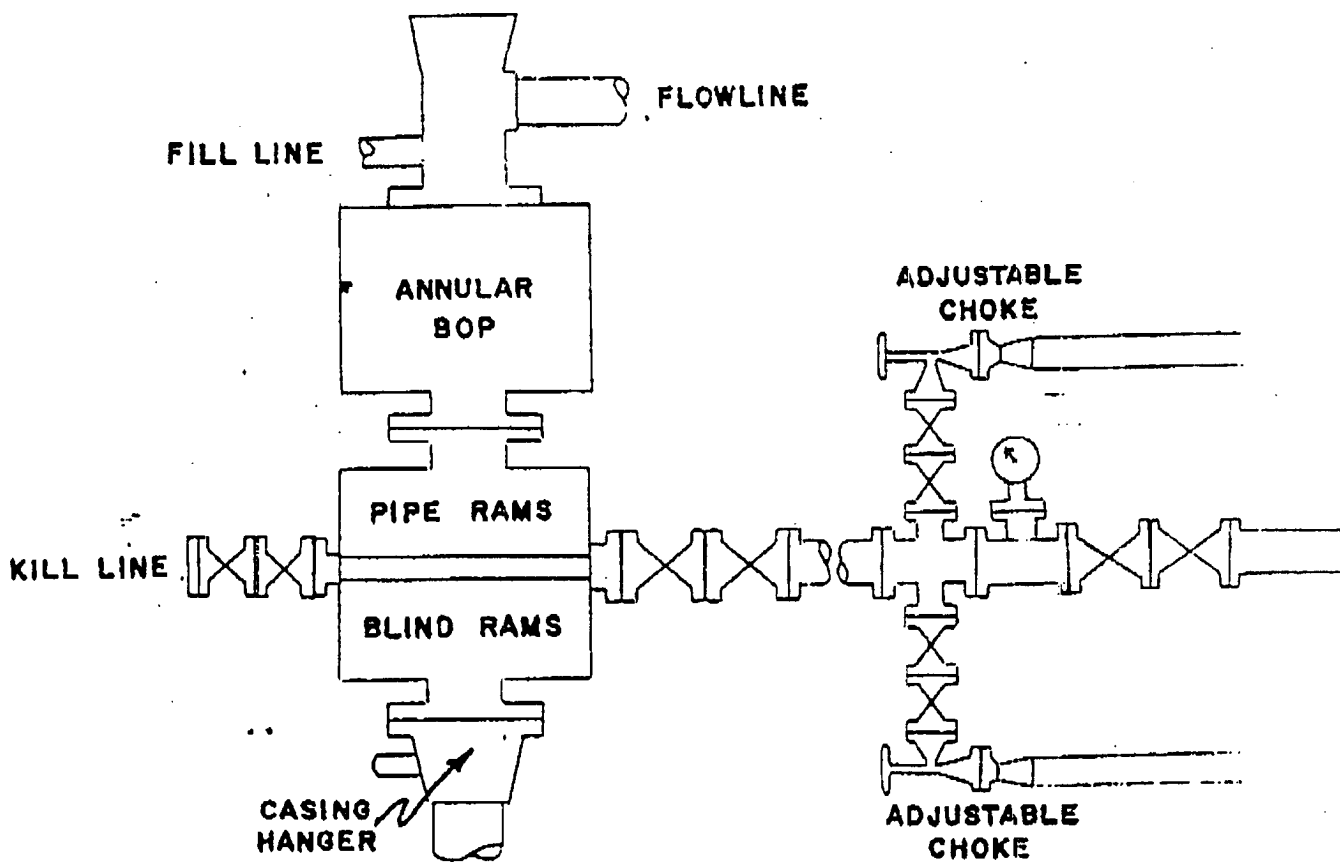 FLOWLINE
FILL LINE
ANNULAR
BOP
ADJUSTABLE
CHOKE
PIPE RAMS
KILL LINE
BLIND RAMS
CASING
HANGER
ADJUSTABLE
CHOKE